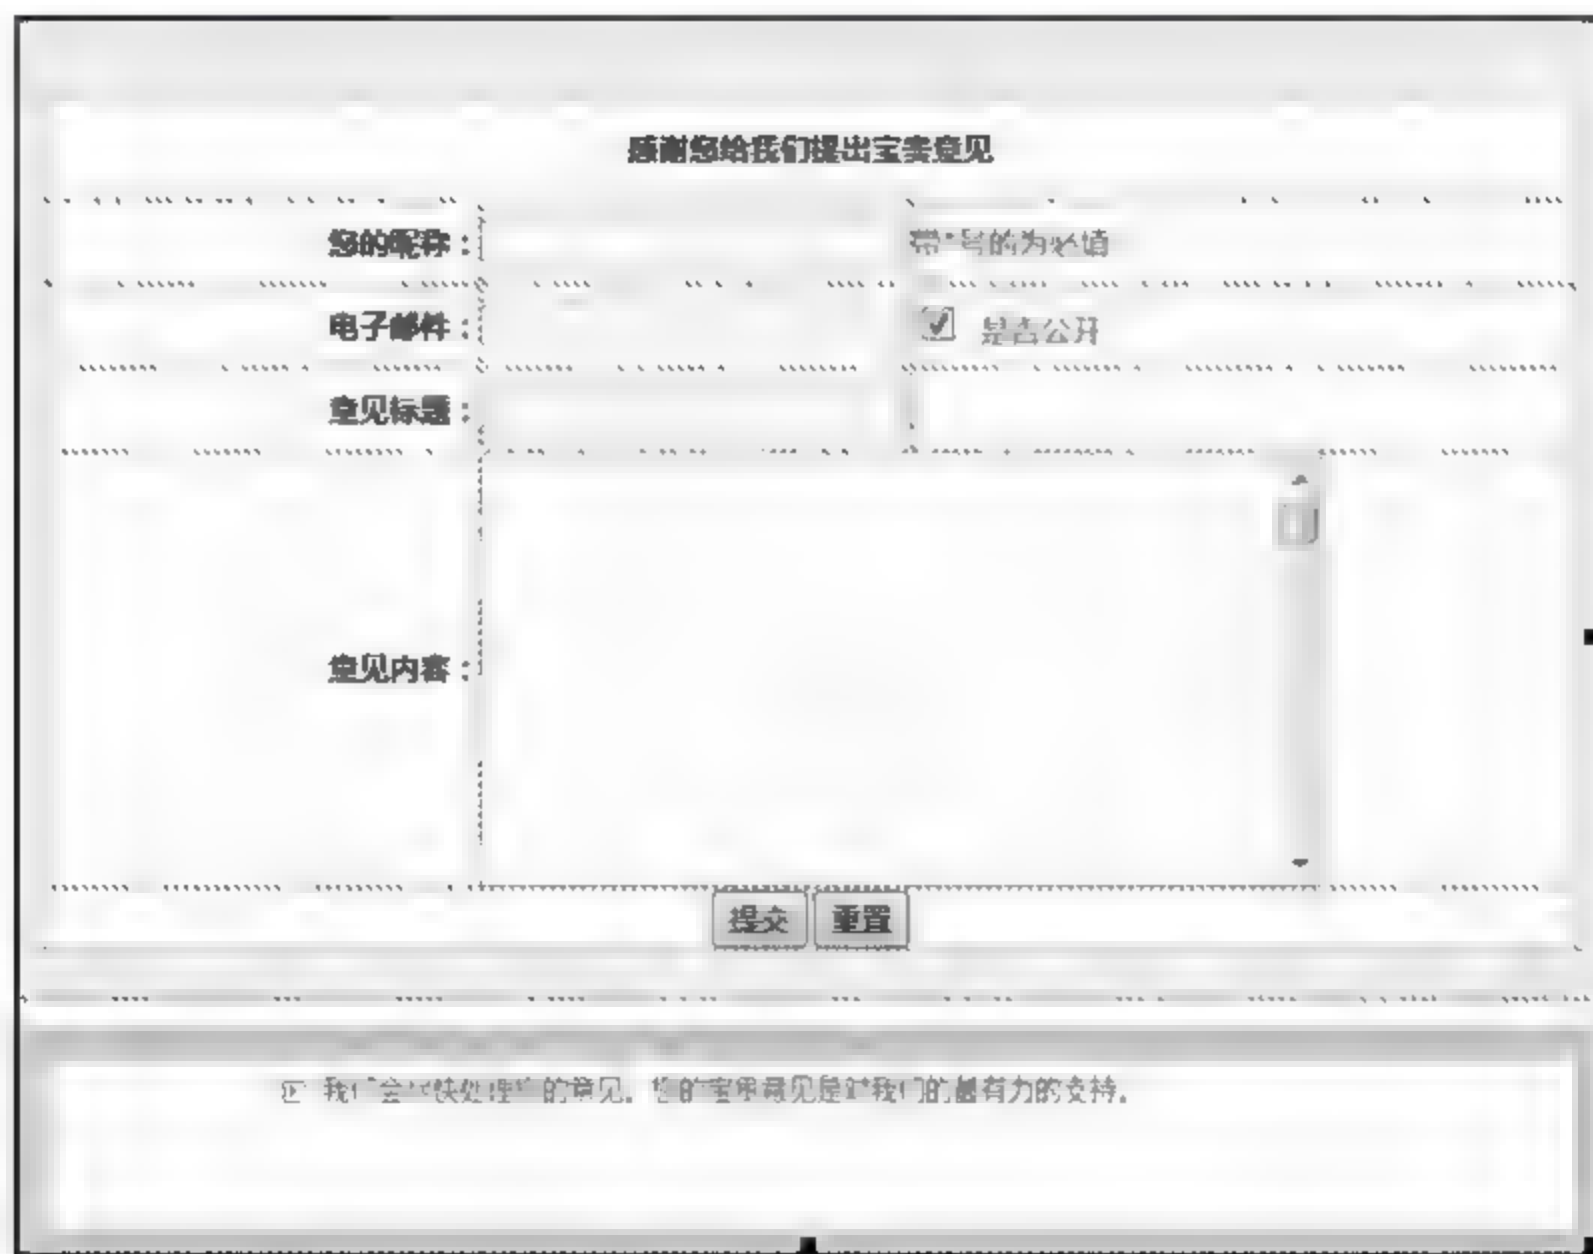 感谢您给我们提出宝贵意见
您的昵称：
带*号的为必填
电子邮件：
是否公开
意见标题：
意见内容：
提交 重置
我们会尽快处理您的意见。您的宝贵意见是对我们的最有力的支持。